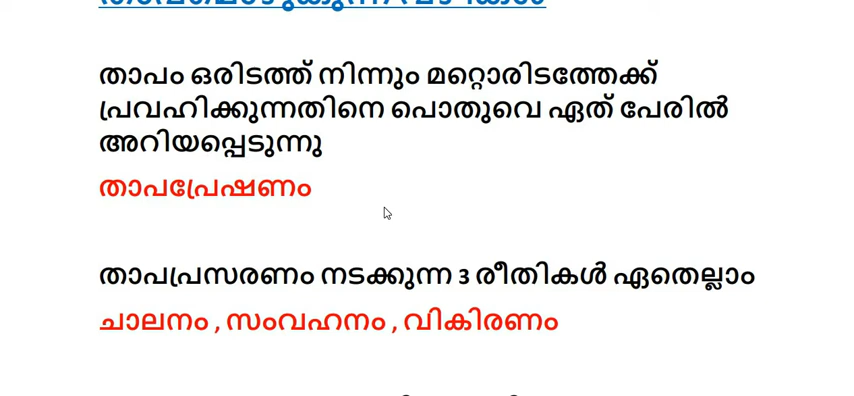 താപം ഒരിടത്ത് നിന്നും മറ്റൊരിടത്തേക്ക്
പ്രവഹിക്കുന്നതിനെ പൊതുവെ ഏത് പേരിൽ
അറിയപ്പെടുന്നു
താപപ്രേഷണം
താപപ്രസരണം നടക്കുന്ന 3 രീതികൾ ഏതെല്ലാം
ചാലനം , സംവഹനം , വികിരണം